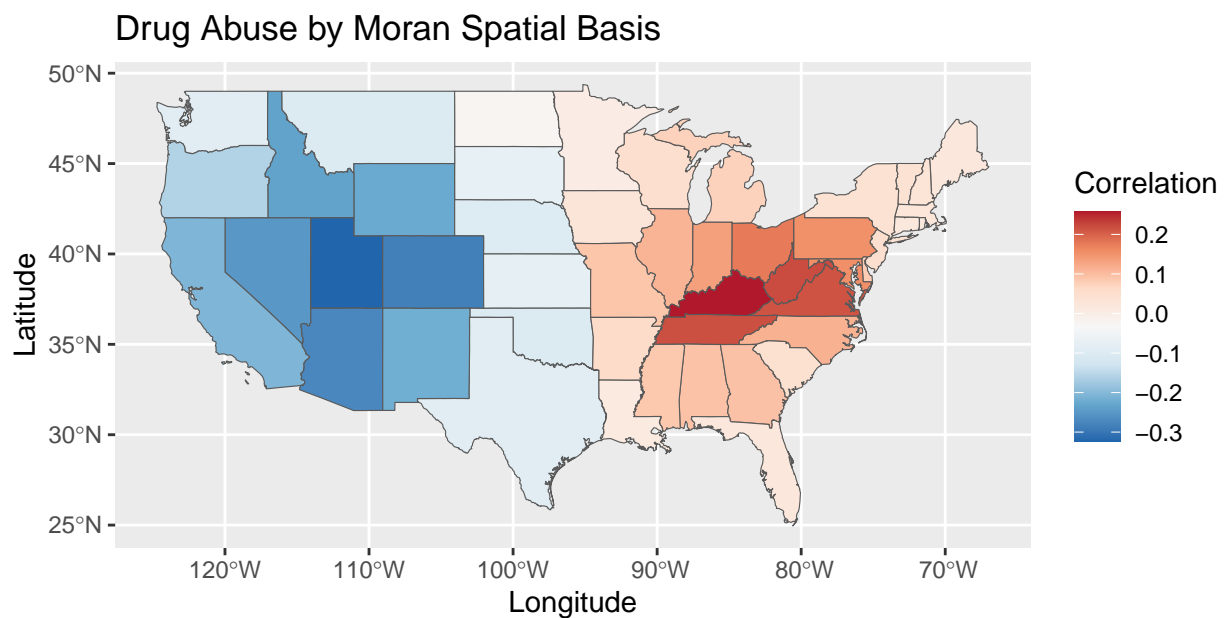 Drug Abuse by Moran Spatial Basis
50°N
45°N
40°N
35°N
30°N
25°N
Latitude
120°W 110°W 100°W 90°W 80°W 70°W
Longitude
Correlation
0.2
0.1
0.0
−0.1
−0.2
−0.3